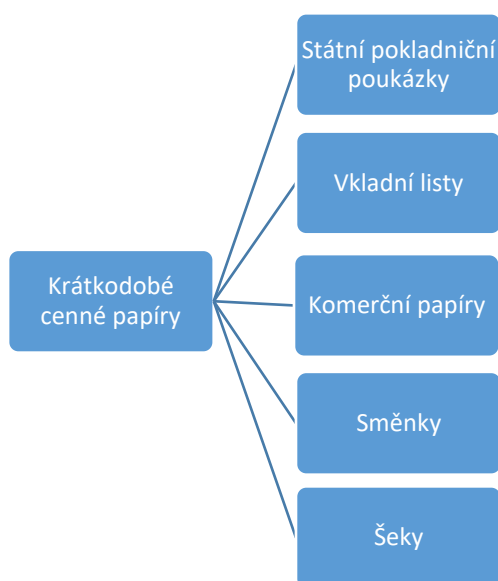 Státní pokladniční
poukázky
Vkladní listy
Krátkodobé
cenné papíry
Komerční papíry
Směnky
Šeky